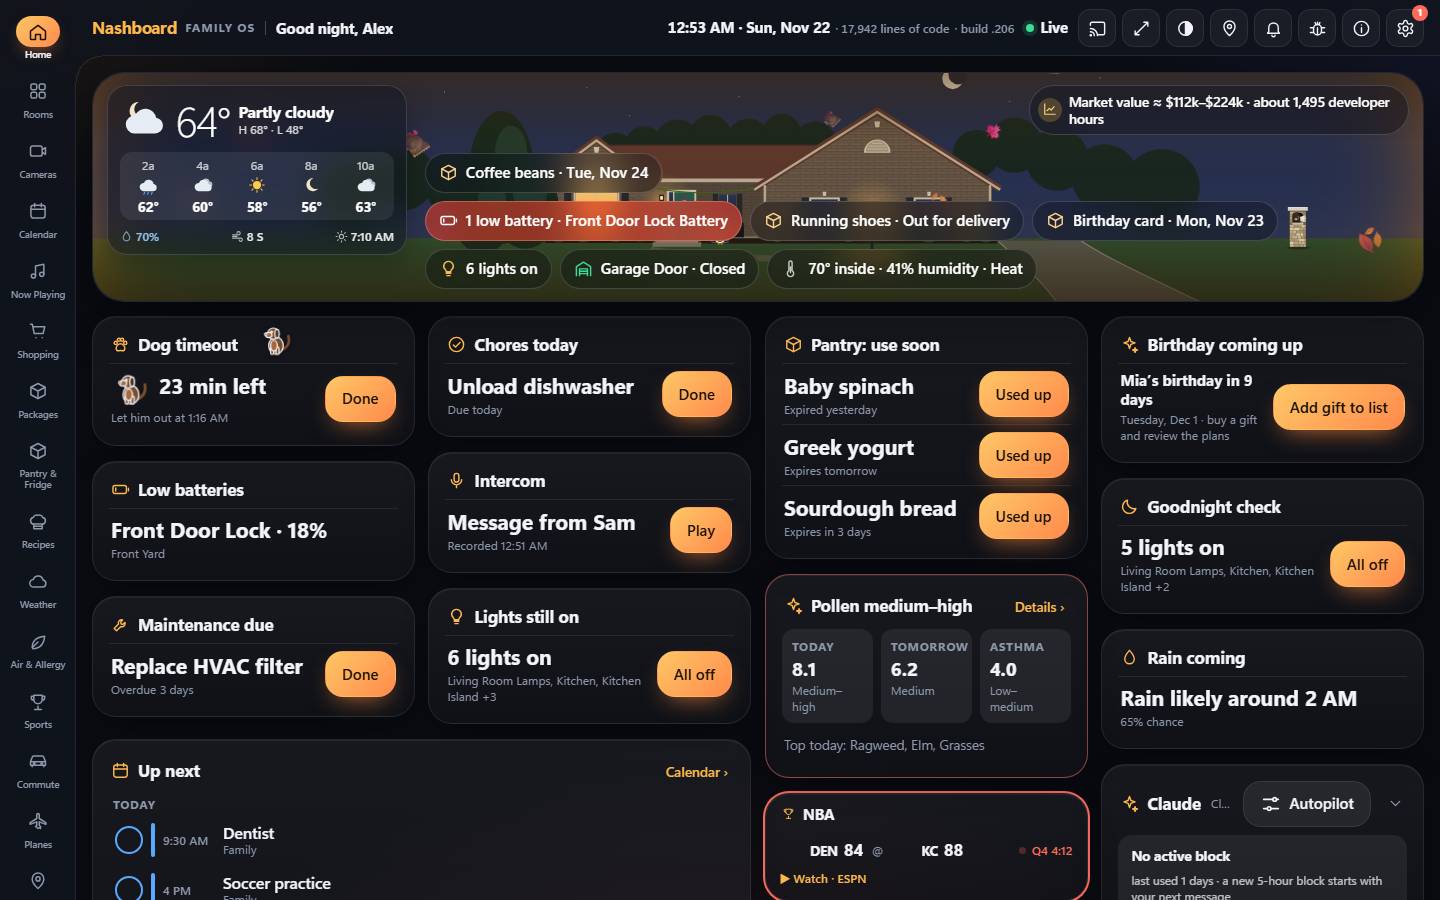 Nashboard FAMILY OS Good night, Alex
12:53 AM · Sun, Nov 22 · 17,942 lines of code · build .206 Live
1
Home
Rooms
Cameras
Calendar
Now Playing
Shopping
Packages
Pantry &
Fridge
Recipes
Weather
Air & Allergy
Sports
Commute
Planes
64° Partly cloudy
H 68° · L 48°
2a 4a 6a 8a 10a
62° 60° 58° 56° 63°
70% 8 S 7:10 AM
Market value ≈ $112k–$224k · about 1,495 developer
hours
Coffee beans · Tue, Nov 24
1 low battery · Front Door Lock Battery
Running shoes · Out for delivery
Birthday card · Mon, Nov 23
6 lights on
Garage Door · Closed
70° inside · 41% humidity · Heat
Dog timeout
23 min left
Let him out at 1:16 AM
Done
Low batteries
Front Door Lock · 18%
Front Yard
Maintenance due
Replace HVAC filter
Overdue 3 days
Done
Chores today
Unload dishwasher
Due today
Done
Intercom
Message from Sam
Recorded 12:51 AM
Play
Lights still on
6 lights on
Living Room Lamps, Kitchen, Kitchen
Island +3
All off
Up next
Calendar ›
TODAY
9:30 AM Dentist
Family
4 PM Soccer practice
Family
Pantry: use soon
Baby spinach
Expired yesterday
Used up
Greek yogurt
Expires tomorrow
Used up
Sourdough bread
Expires in 3 days
Used up
Pollen medium–high
Details ›
TODAY TOMORROW ASTHMA
8.1 6.2 4.0
Medium–
high
Medium
Low–
medium
Top today: Ragweed, Elm, Grasses
NBA
DEN 84 @ KC 88 Q4 4:12
Watch · ESPN
Birthday coming up
Mia’s birthday in 9
days
Tuesday, Dec 1 · buy a gift
and review the plans
Add gift to list
Goodnight check
5 lights on
Living Room Lamps, Kitchen, Kitchen
Island +2
All off
Rain coming
Rain likely around 2 AM
65% chance
Claude Cl... Autopilot
No active block
last used 1 days · a new 5-hour block starts with
your next message